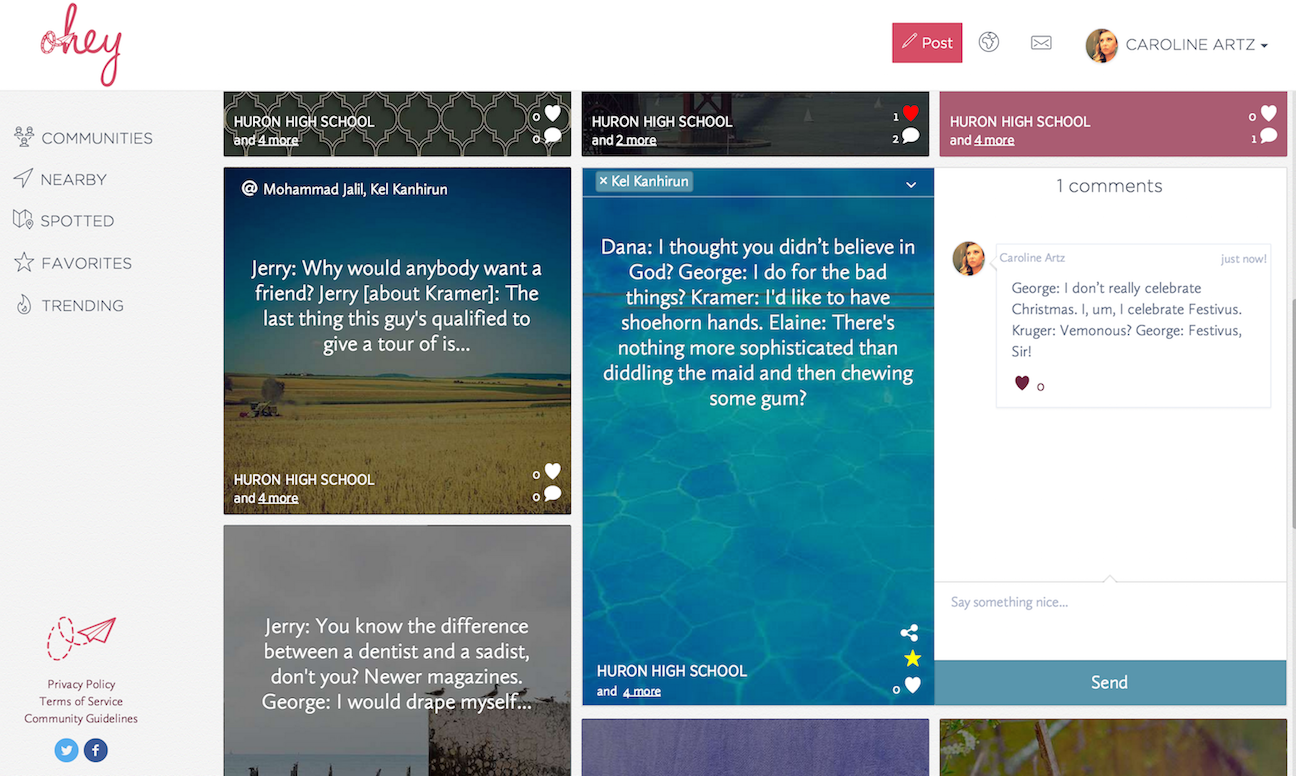 ohey
Post
CAROLINE ARTZ
COMMUNITIES
NEARBY
SPOTTED
FAVORITES
TRENDING
Privacy Policy
Terms of Service
Community Guidelines
HURON HIGH SCHOOL
and 4 more
0
0
HURON HIGH SCHOOL
and 2 more
1
2
HURON HIGH SCHOOL
and 4 more
0
1
@ Mohammad Jalil, Kel Kanhirun
Jerry: Why would anybody want a
friend? Jerry [about Kramer]: The
last thing this guy's qualified to
give a tour of is...
HURON HIGH SCHOOL
and 4 more
0
0
× Kel Kanhirun
Dana: I thought you didn’t believe in
God? George: I do for the bad
things? Kramer: I'd like to have
shoehorn hands. Elaine: There's
nothing more sophisticated than
diddling the maid and then chewing
some gum?
HURON HIGH SCHOOL
and 4 more
0
1 comments
Caroline Artz
just now!
George: I don’t really celebrate
Christmas. I, um, I celebrate Festivus.
Kruger: Vemonous? George: Festivus,
Sir!
0
Say something nice...
Send
Jerry: You know the difference
between a dentist and a sadist,
don't you? Newer magazines.
George: I would drape myself...